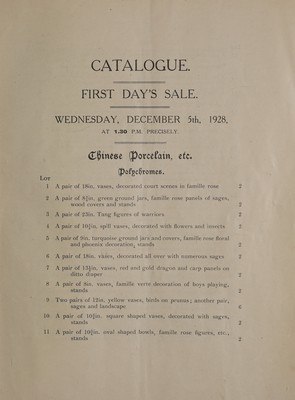 CATALOGUE.
FIRST DAY'S SALE.
WEDNESDAY, DECEMBER 5th, 1928,
AT 1.30 P.M. PRECISELY.
Chinese Porcelain, etc.
Polychromes.
Lot
1 A pair of 18in. vases, decorated court scenes in famille rose 2
2 A pair of 8½in. green ground jars, famille rose panels of sages,
wood covers and stands 2
3 A pair of 23in. Tang figures of warriors 2
4 A pair of 10½in. spill vases, decorated with flowers and insects 2
5 A pair of 9in. turquoise ground jars and covers, famille rose floral
and phoenix decoration, stands 2
6 A pair of 18in. vases, decorated all over with numerous sages 2
7 A pair of 13½in. vases, red and gold dragon and carp panels on
ditto diaper 2
8 A pair of 8in. vases, famille verte decoration of boys playing,
stands 2
9 Two pairs of 12in. yellow vases, birds on prunus; another pair,
sages and landscape 6
10 A pair of 10½in. square shaped vases, decorated with sages,
stands 2
11 A pair of 10½in. oval shaped bowls, famille rose figures, etc.,
stands 2